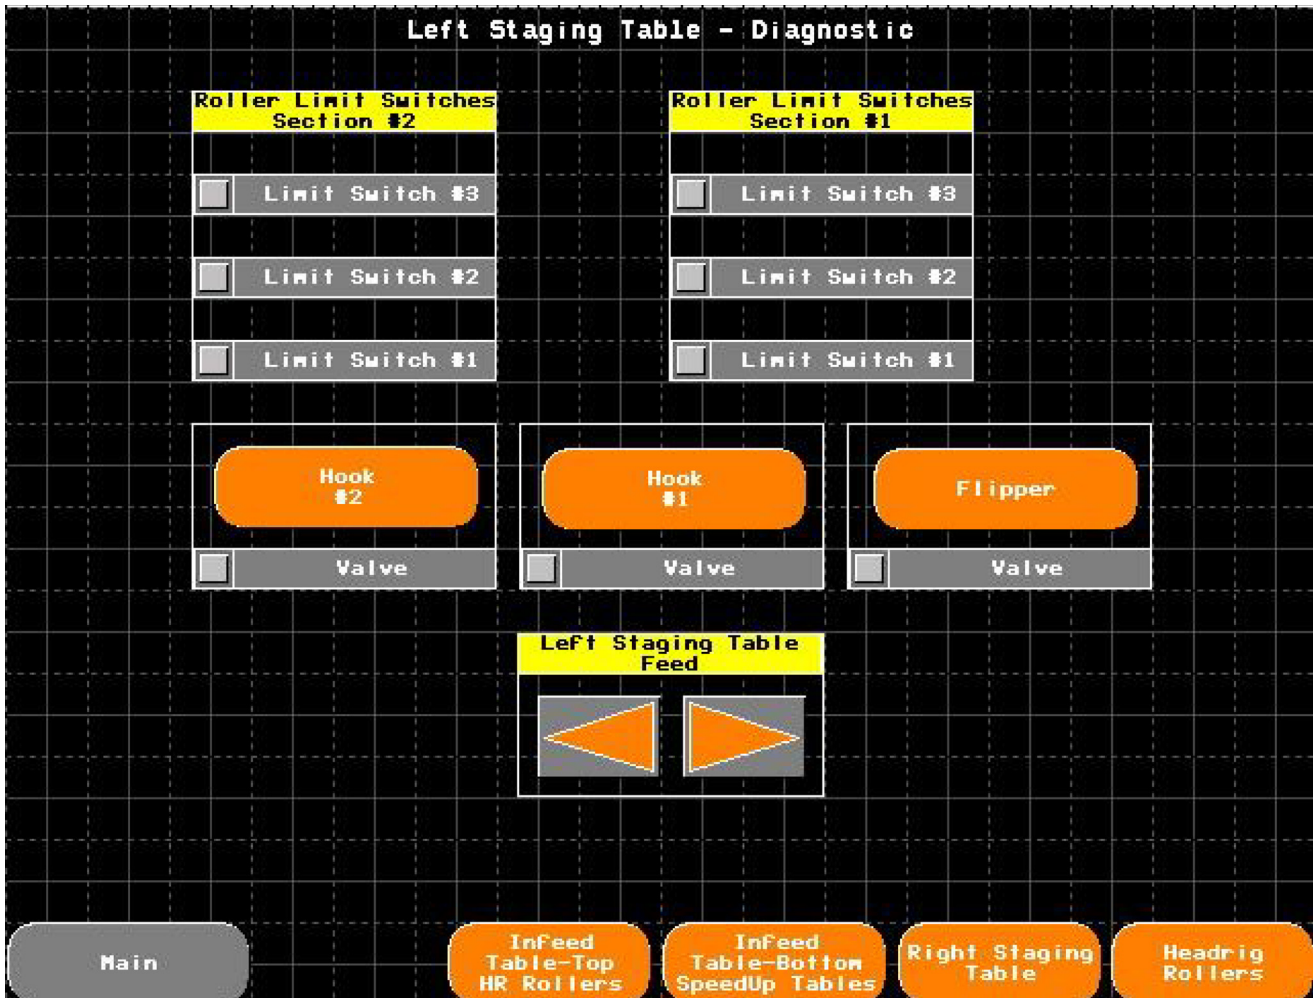 Left Staging Table - Diagnostic
Roller Limit Switches
Section #2
Limit Switch #3
Limit Switch #2
Limit Switch #1
Roller Limit Switches
Section #1
Limit Switch #3
Limit Switch #2
Limit Switch #1
Hook
#2
Valve
Hook
#1
Valve
Flipper
Valve
Left Staging Table
Feed
Main
Infeed
Table-Top
HR Rollers
Infeed
Table-Bottom
SpeedUp Tables
Right Staging
Table
Headrig
Rollers